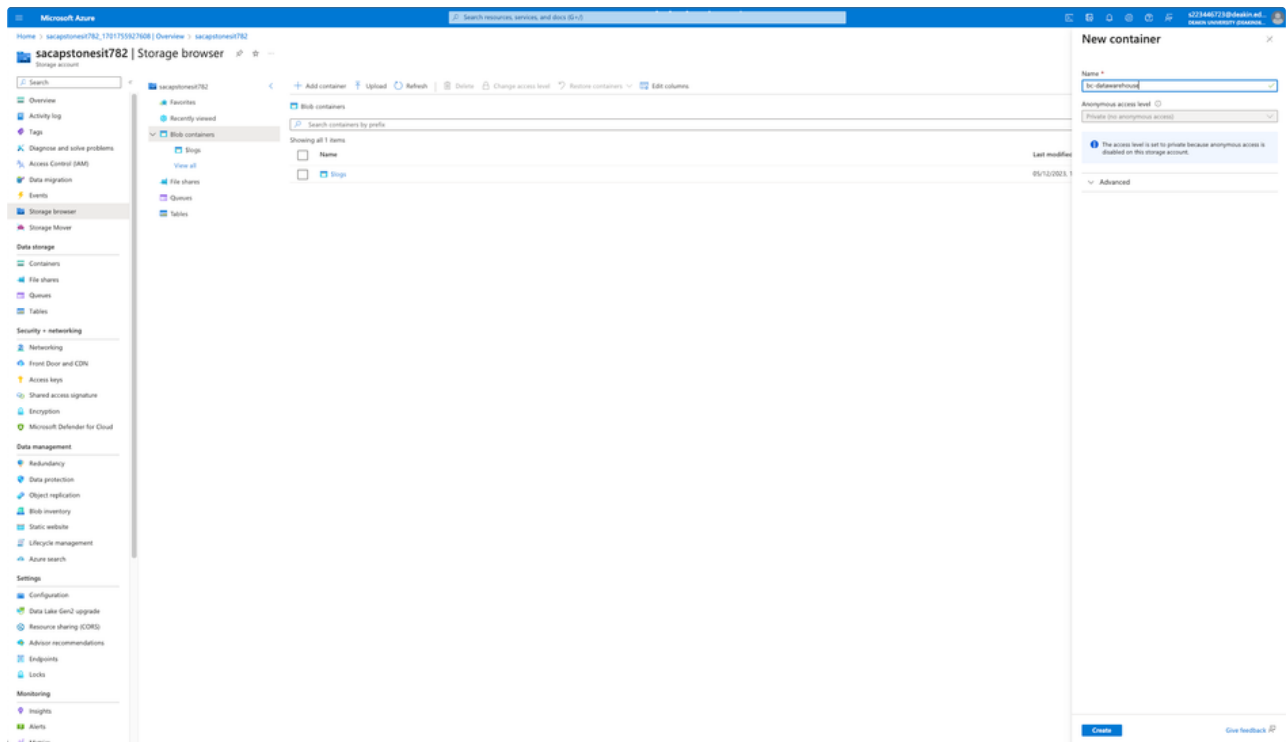 Microsoft Azure
Search resources, services, and docs (G+/)
s223446723@deakin.ed...
Home > sacapstonesit782_1701755927608 | Overview > sacapstonesit782
sacapstonesit782 | Storage browser
Storage account
Search
Overview
Activity log
Tags
Diagnose and solve problems
Access Control (IAM)
Data migration
Events
Storage browser
Storage Mover
Data storage
Containers
File shares
Queues
Tables
Security + networking
Networking
Front Door and CDN
Access keys
Shared access signature
Encryption
Microsoft Defender for Cloud
Data management
Redundancy
Data protection
Object replication
Blob inventory
Static website
Lifecycle management
Azure search
Settings
Configuration
Data Lake Gen2 upgrade
Resource sharing (CORS)
Advisor recommendations
Endpoints
Locks
Monitoring
Insights
Alerts
sacapstonesit782
Favorites
Recently viewed
Blob containers
$logs
View all
File shares
Queues
Tables
Add container Upload Refresh Delete Change access level Restore containers Edit columns
Blob containers
Search containers by prefix
Showing all 1 items
Name Last modified
$logs 05/12/2023, 1
New container
Name *
bc-datawarehouse
Anonymous access level
Private (no anonymous access)
The access level is set to private because anonymous access is
disabled on this storage account.
Advanced
Create Give feedback